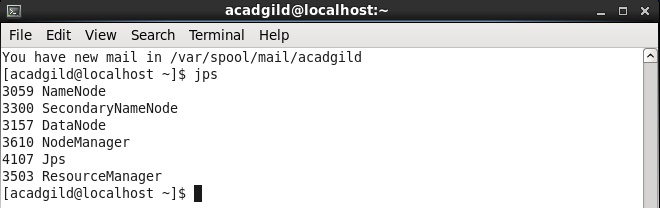 acadgild@localhost:~
File Edit View Search Terminal Help
You have new mail in /var/spool/mail/acadgild
[acadgild@localhost ~]$ jps
3059 NameNode
3300 SecondaryNameNode
3157 DataNode
3610 NodeManager
4107 Jps
3503 ResourceManager
[acadgild@localhost ~]$